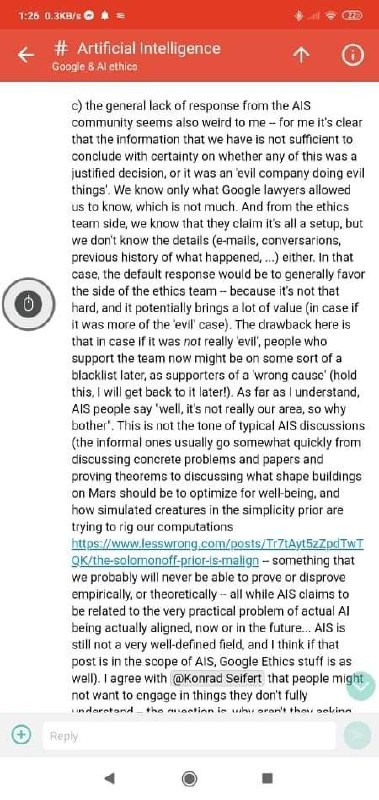 1:26 0.3KB/s
22
# Artificial Intelligence
Google & AI ethics
c) the general lack of response from the AIS
community seems also weird to me -- for me it's clear
that the information that we have is not sufficient to
conclude with certainty on whether any of this was a
justified decision, or it was an 'evil company doing evil
things'. We know only what Google lawyers allowed
us to know, which is not much. And from the ethics
team side, we know that they claim it's all a setup, but
we don't know the details (e-mails, conversarions,
previous history of what happened, ...) either. In that
case, the default response would be to generally favor
the side of the ethics team -- because it's not that
hard, and it potentially brings a lot of value (in case if
it was more of the 'evil' case). The drawback here is
that in case if it was not really 'evil', people who
support the team now might be on some sort of a
blacklist later, as supporters of a 'wrong cause' (hold
this, I will get back to it later!). As far as I understand,
AIS people say "well, it's not really our area, so why
bother". This is not the tone of typical AIS discussions
(the informal ones usually go somewhat quickly from
discussing concrete problems and papers and
proving theorems to discussing what shape buildings
on Mars should be to optimize for well-being, and
how simulated creatures in the simplicity prior are
trying to rig our computations
https://www.lesswrong.com/posts/Tr7tAyt5zZpdTwT
QK/the-solomonoff-prior-is-malign -- something that
we probably will never be able to prove or disprove
empirically, or theoretically -- all while AIS claims to
be related to the very practical problem of actual AI
being actually aligned, now or in the future... AIS is
still not a very well-defined field, and I think if that
post is in the scope of AIS, Google Ethics stuff is as
well). I agree with @Konrad Seifert that people might
not want to engage in things they don't fully
understand -- the question is, why aren't they asking
Reply